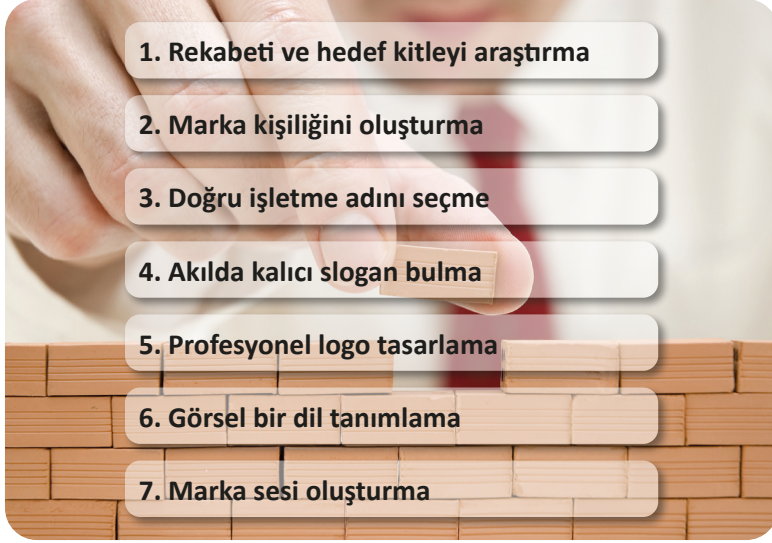 1. Rekabeti ve hedef kitleyi araştırma
2. Marka kişiliğini oluşturma
3. Doğru işletme adını seçme
4. Akılda kalıcı slogan bulma
5. Profesyonel logo tasarlama
6. Görsel bir dil tanımlama
7. Marka sesi oluşturma